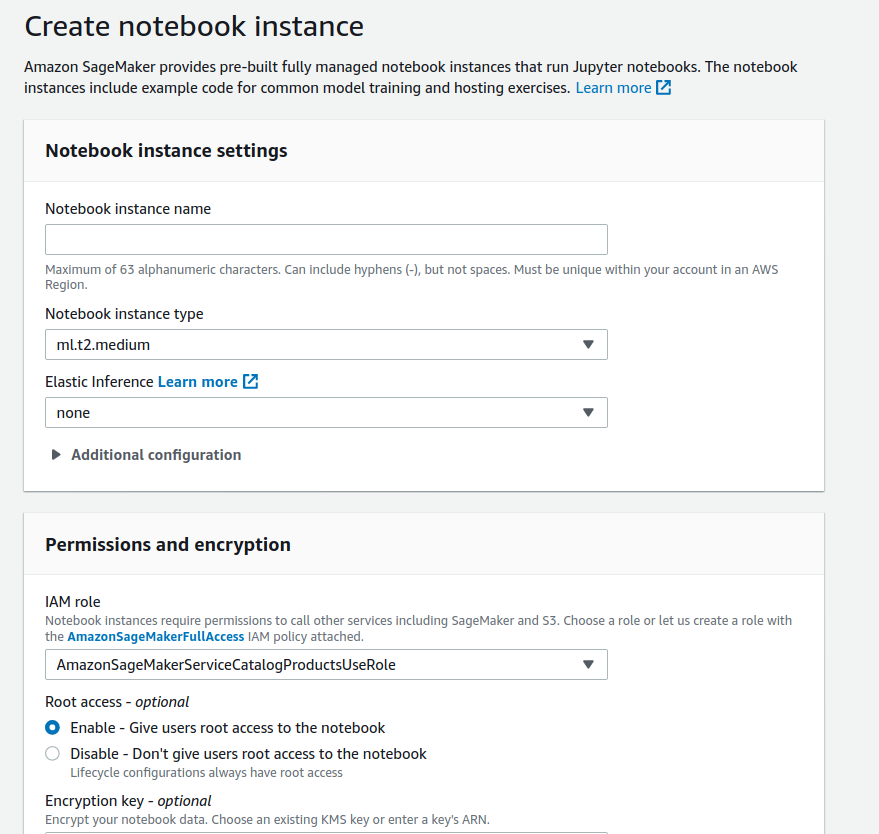 Create notebook instance
Amazon SageMaker provides pre-built fully managed notebook instances that run Jupyter notebooks. The notebook
instances include example code for common model training and hosting exercises. Learn more
Notebook instance settings
Notebook instance name
Maximum of 63 alphanumeric characters. Can include hyphens (-), but not spaces. Must be unique within your account in an AWS
Region.
Notebook instance type
ml.t2.medium
Elastic Inference Learn more
none
Additional configuration
Permissions and encryption
IAM role
Notebook instances require permissions to call other services including SageMaker and S3. Choose a role or let us create a role with
the AmazonSageMakerFullAccess IAM policy attached.
AmazonSageMakerServiceCatalogProductsUseRole
Root access - optional
Enable - Give users root access to the notebook
Disable - Don't give users root access to the notebook
Lifecycle configurations always have root access
Encryption key - optional
Encrypt your notebook data. Choose an existing KMS key or enter a key's ARN.